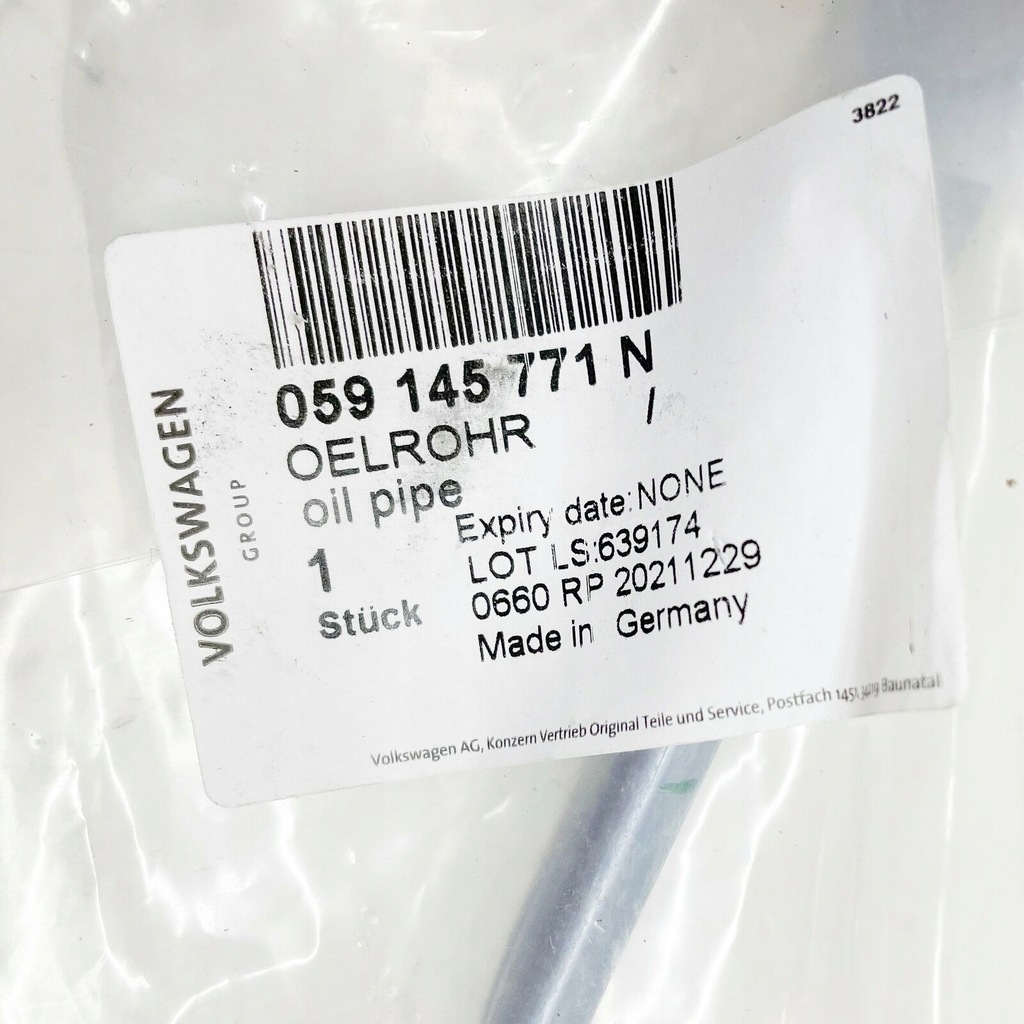 3822
VOLKSWAGEN
GROUP
059 145 771 N
/
OELROHR
oil pipe
1
Stück
Expiry date:NONE
LOT LS:639174
0660 RP 20211229
Made in Germany
Volkswagen AG, Konzern Vertrieb Original Teile und Service, Postfach 1451, 3419 Baunatal